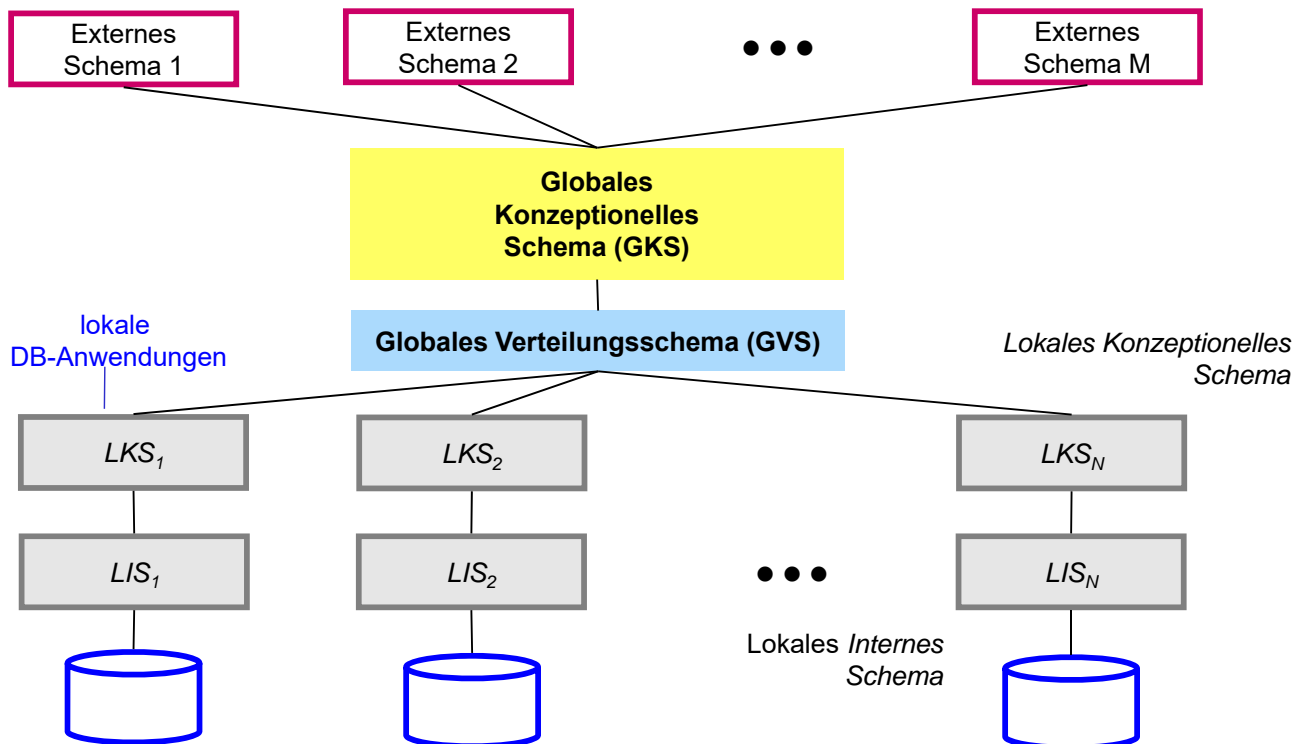 Externes
Schema 1
Externes
Schema 2
Externes
Schema M
Globales
Konzeptionelles
Schema (GKS)
Globales Verteilungsschema (GVS)
lokale
DB-Anwendungen
Lokales Konzeptionelles
Schema
LKS1
LKS2
LKSN
LIS1
LIS2
LISN
Lokales Internes
Schema